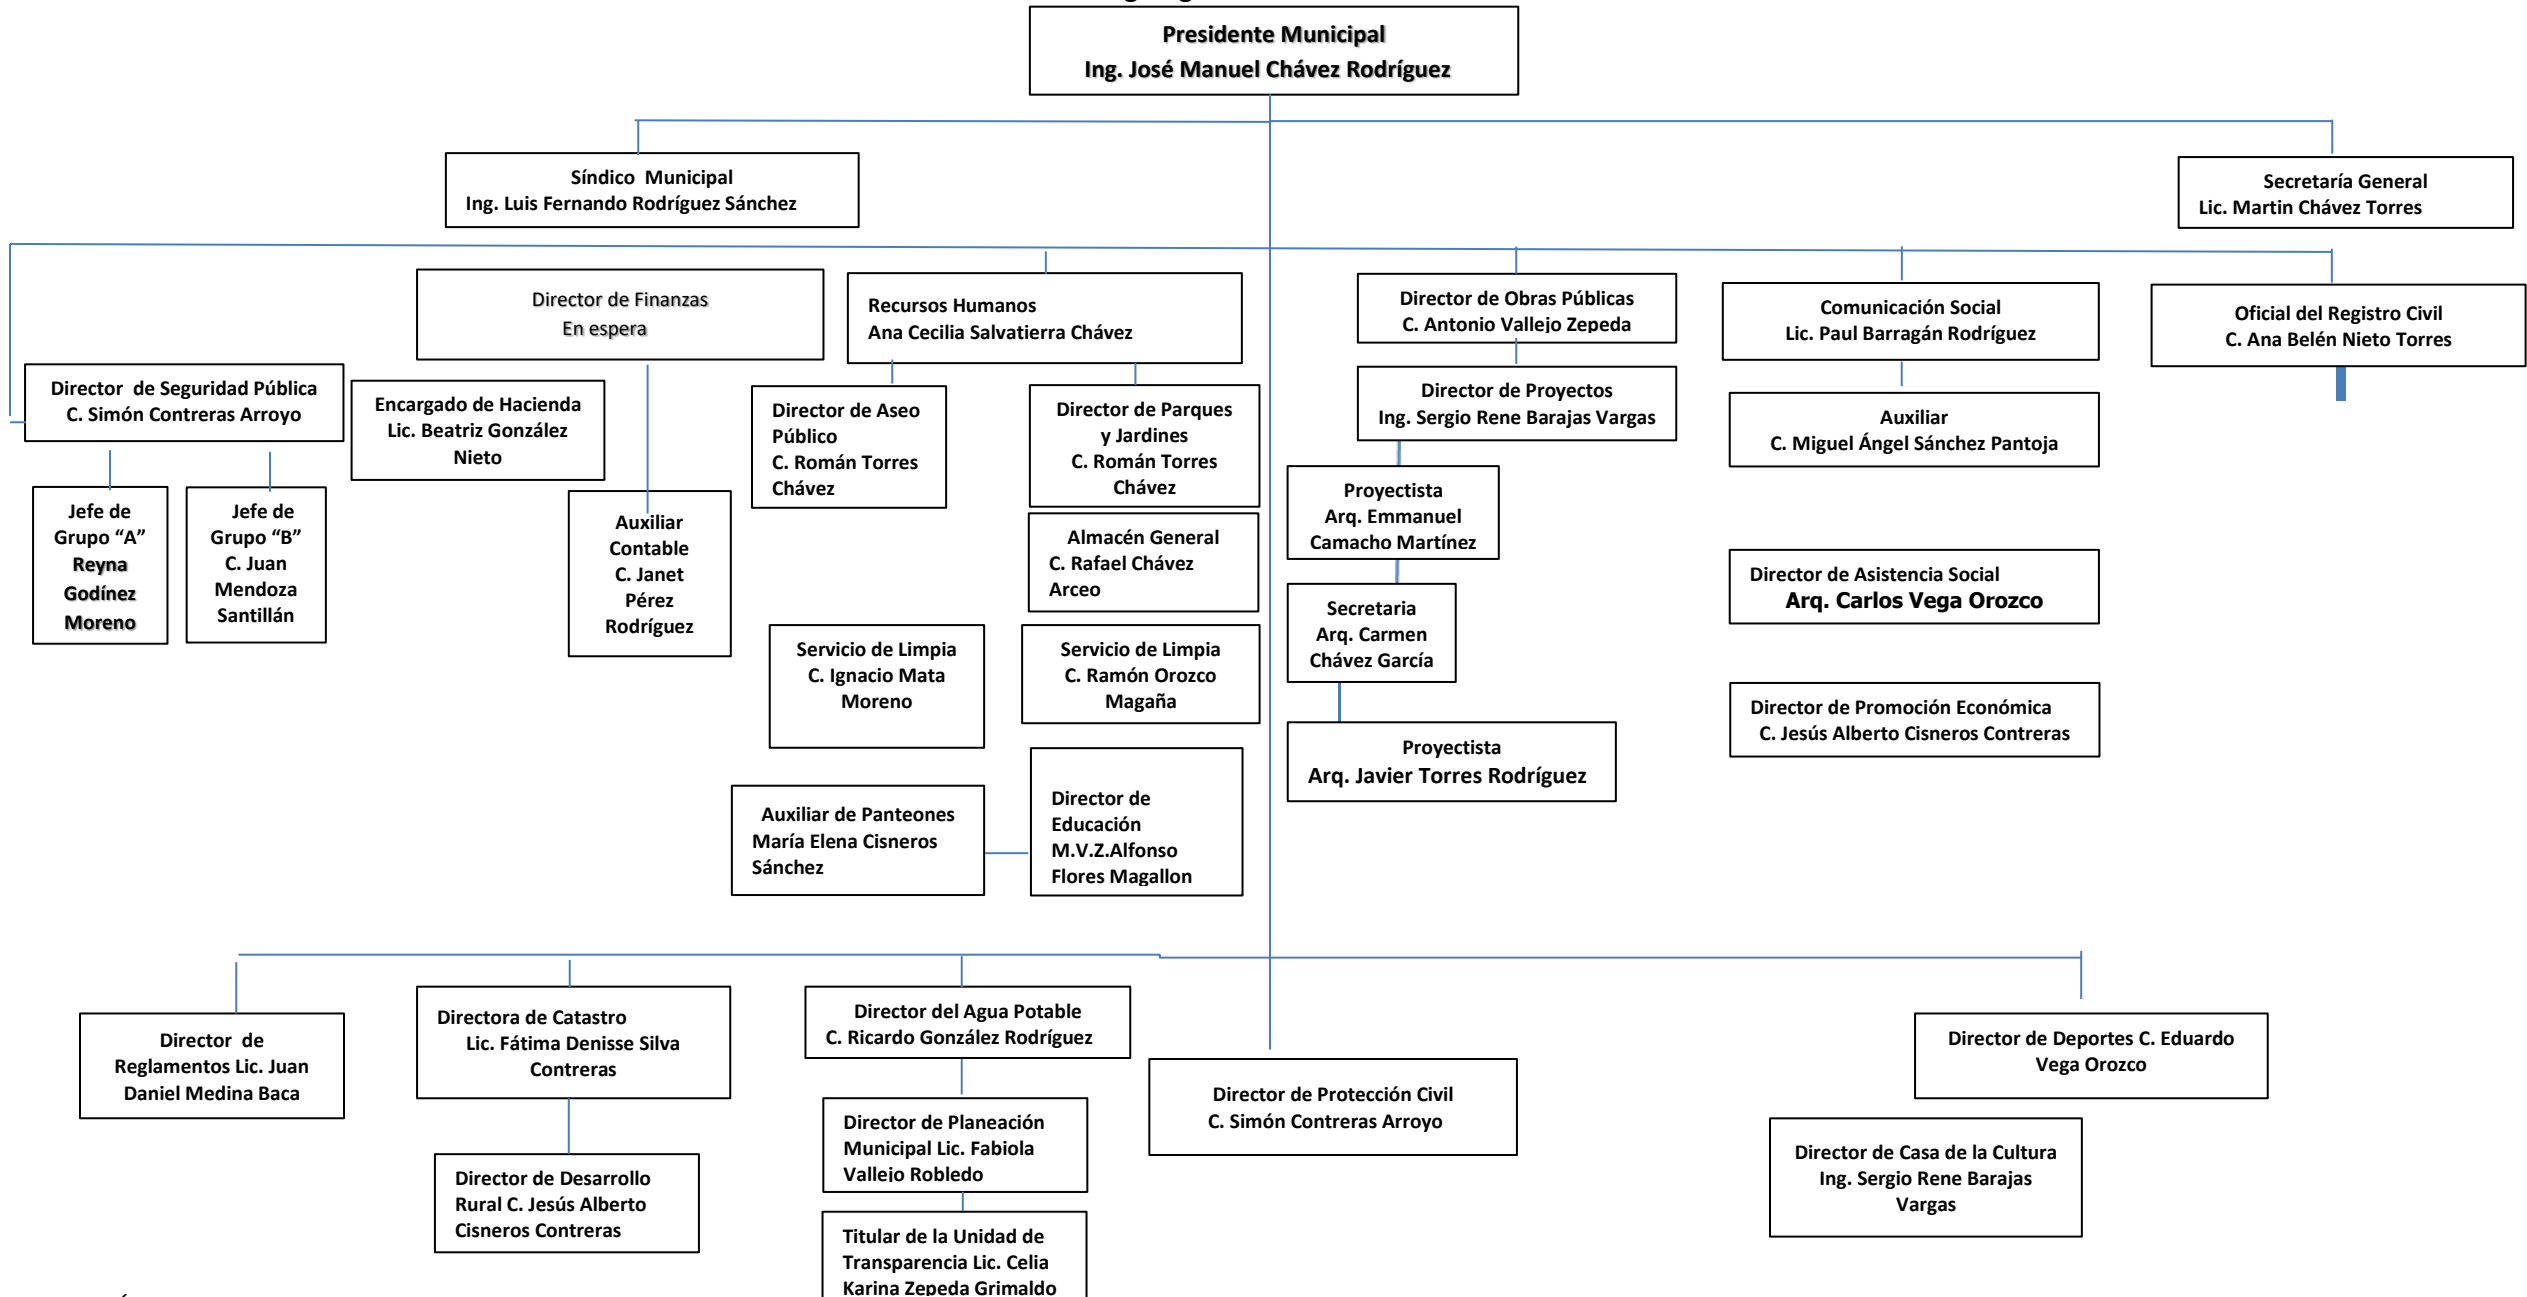 Presidente Municipal
Ing. José Manuel Chávez Rodríguez
Síndico  Municipal
Ing. Luis Fernando Rodríguez Sánchez
Secretaría General
Lic. Martin Chávez Torres
Director de Finanzas
En espera
Recursos Humanos
Ana Cecilia Salvatierra Chávez
Director de Obras Públicas
C. Antonio Vallejo Zepeda
Comunicación Social
Lic. Paul Barragán Rodríguez
Oficial del Registro Civil
C. Ana Belén Nieto Torres
Director  de Seguridad Pública
C. Simón Contreras Arroyo
Encargado de Hacienda
Lic. Beatriz González
Nieto
Director de Aseo
Público
C. Román Torres
Chávez
Director de Parques
y Jardines
C. Román Torres
Chávez
Director de Proyectos
Ing. Sergio Rene Barajas Vargas
Auxiliar
C. Miguel Ángel Sánchez Pantoja
Jefe de
Grupo “A”
Reyna
Godínez
Moreno
Jefe de
Grupo “B”
C. Juan
Mendoza
Santillán
Auxiliar
Contable
C. Janet
Pérez
Rodríguez
Almacén General
C. Rafael Chávez
Arceo
Proyectista
Arq. Emmanuel
Camacho Martínez
Director de Asistencia Social
Arq. Carlos Vega Orozco
Secretaria
Arq. Carmen
Chávez García
Servicio de Limpia
C. Ignacio Mata
Moreno
Servicio de Limpia
C. Ramón Orozco
Magaña
Director de Promoción Económica
C. Jesús Alberto Cisneros Contreras
Proyectista
Arq. Javier Torres Rodríguez
Auxiliar de Panteones
María Elena Cisneros
Sánchez
Director de
Educación
M.V.Z.Alfonso
Flores Magallon
Director  de
Reglamentos Lic. Juan
Daniel Medina Baca
Directora de Catastro
Lic. Fátima Denisse Silva
Contreras
Director del Agua Potable
C. Ricardo González Rodríguez
Director de Protección Civil
C. Simón Contreras Arroyo
Director de Deportes C. Eduardo
Vega Orozco
Director de Desarrollo
Rural C. Jesús Alberto
Cisneros Contreras
Director de Planeación
Municipal Lic. Fabiola
Vallejo Robledo
Director de Casa de la Cultura
Ing. Sergio Rene Barajas
Vargas
Titular de la Unidad de
Transparencia Lic. Celia
Karina Zepeda Grimaldo